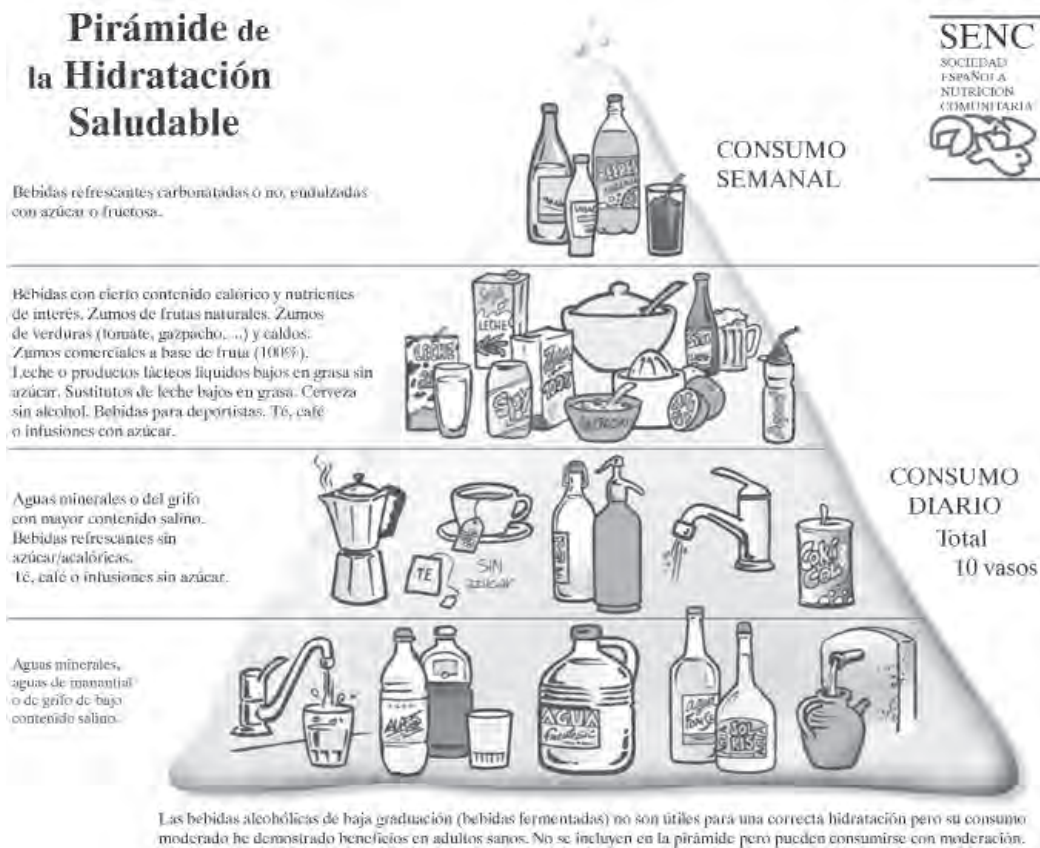 Pirámide de
la Hidratación
Saludable
SENC
SOCIEDAD
ESPAÑOLA
NUTRICIÓN
COMUNITARIA
CONSUMO
SEMANAL
Bebidas refrescantes carbonatadas o no, endulzadas
con azúcar o fructosa.
Bebidas con cierto contenido calórico y nutrientes
de interés. Zumos de frutas naturales. Zumos
de verduras (tomate, gazpacho, ...) y caldos.
Zumos comerciales a base de fruta (100%).
Leche o productos lácteos líquidos bajos en grasa sin
azúcar. Sustitutos de leche bajos en grasa. Cerveza
sin alcohol. Bebidas para deportistas. Té, café
o infusiones con azúcar.
LECHE
LECHE
CONSUMO
DIARIO
Total
10 vasos
Aguas minerales o del grifo
con mayor contenido salino.
Bebidas refrescantes sin
azúcar/acalóricas.
Té, café o infusiones sin azúcar.
TE
SIN
AZUCAR
Aguas minerales,
aguas de manantial
o de grifo de bajo
contenido salino.
AGUA
SOL
RIS
Las bebidas alcohólicas de baja graduación (bebidas fermentadas) no son útiles para una correcta hidratación pero su consumo
moderado he demostrado beneficios en adultos sanos. No se incluyen en la pirámide pero pueden consumirse con moderación.